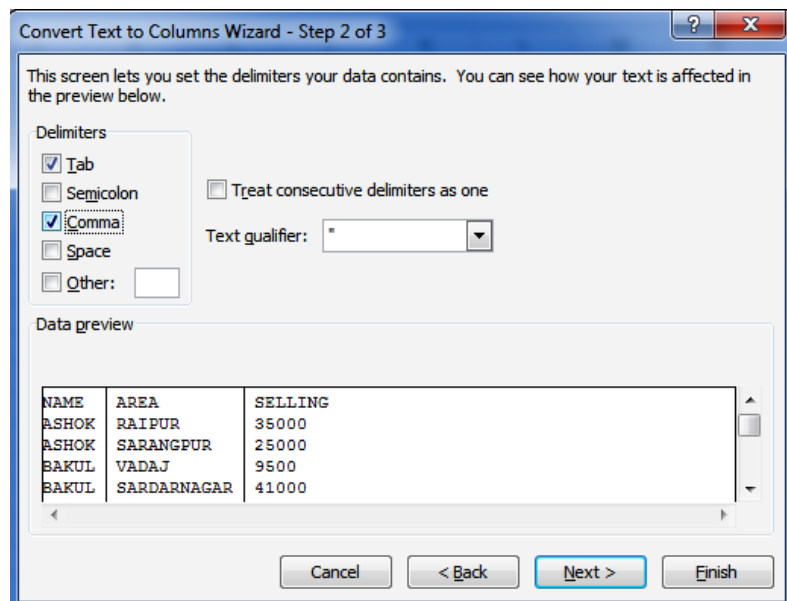 Convert Text to Columns Wizard - Step 2 of 3
?
X
This screen lets you set the delimiters your data contains.  You can see how your text is affected in
the preview below.
Delimiters
Tab
Semicolon
Comma
Space
Other:
Treat consecutive delimiters as one
Text qualifier: "
Data preview
NAME AREA SELLING
ASHOK RAIPUR 35000
ASHOK SARANGPUR 25000
BAKUL VADAJ 9500
BAKUL SARDARNAGAR 41000
Cancel
< Back
Next >
Finish